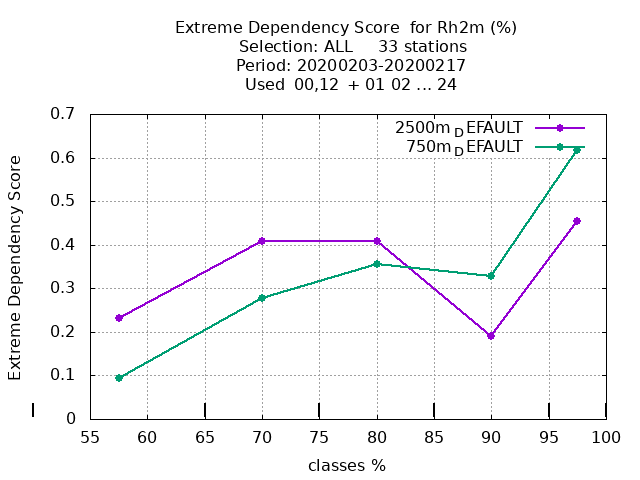 Extreme Dependency Score  for Rh2m (%)
Selection: ALL     33 stations
Period: 20200203-20200217
Used  00,12  + 01 02 ... 24
0.7
0.6
0.5
0.4
0.3
0.2
0.1
0
Extreme Dependency Score
2500m_DEFAULT
750m_DEFAULT
55 60 65 70 75 80 85 90 95 100
classes %